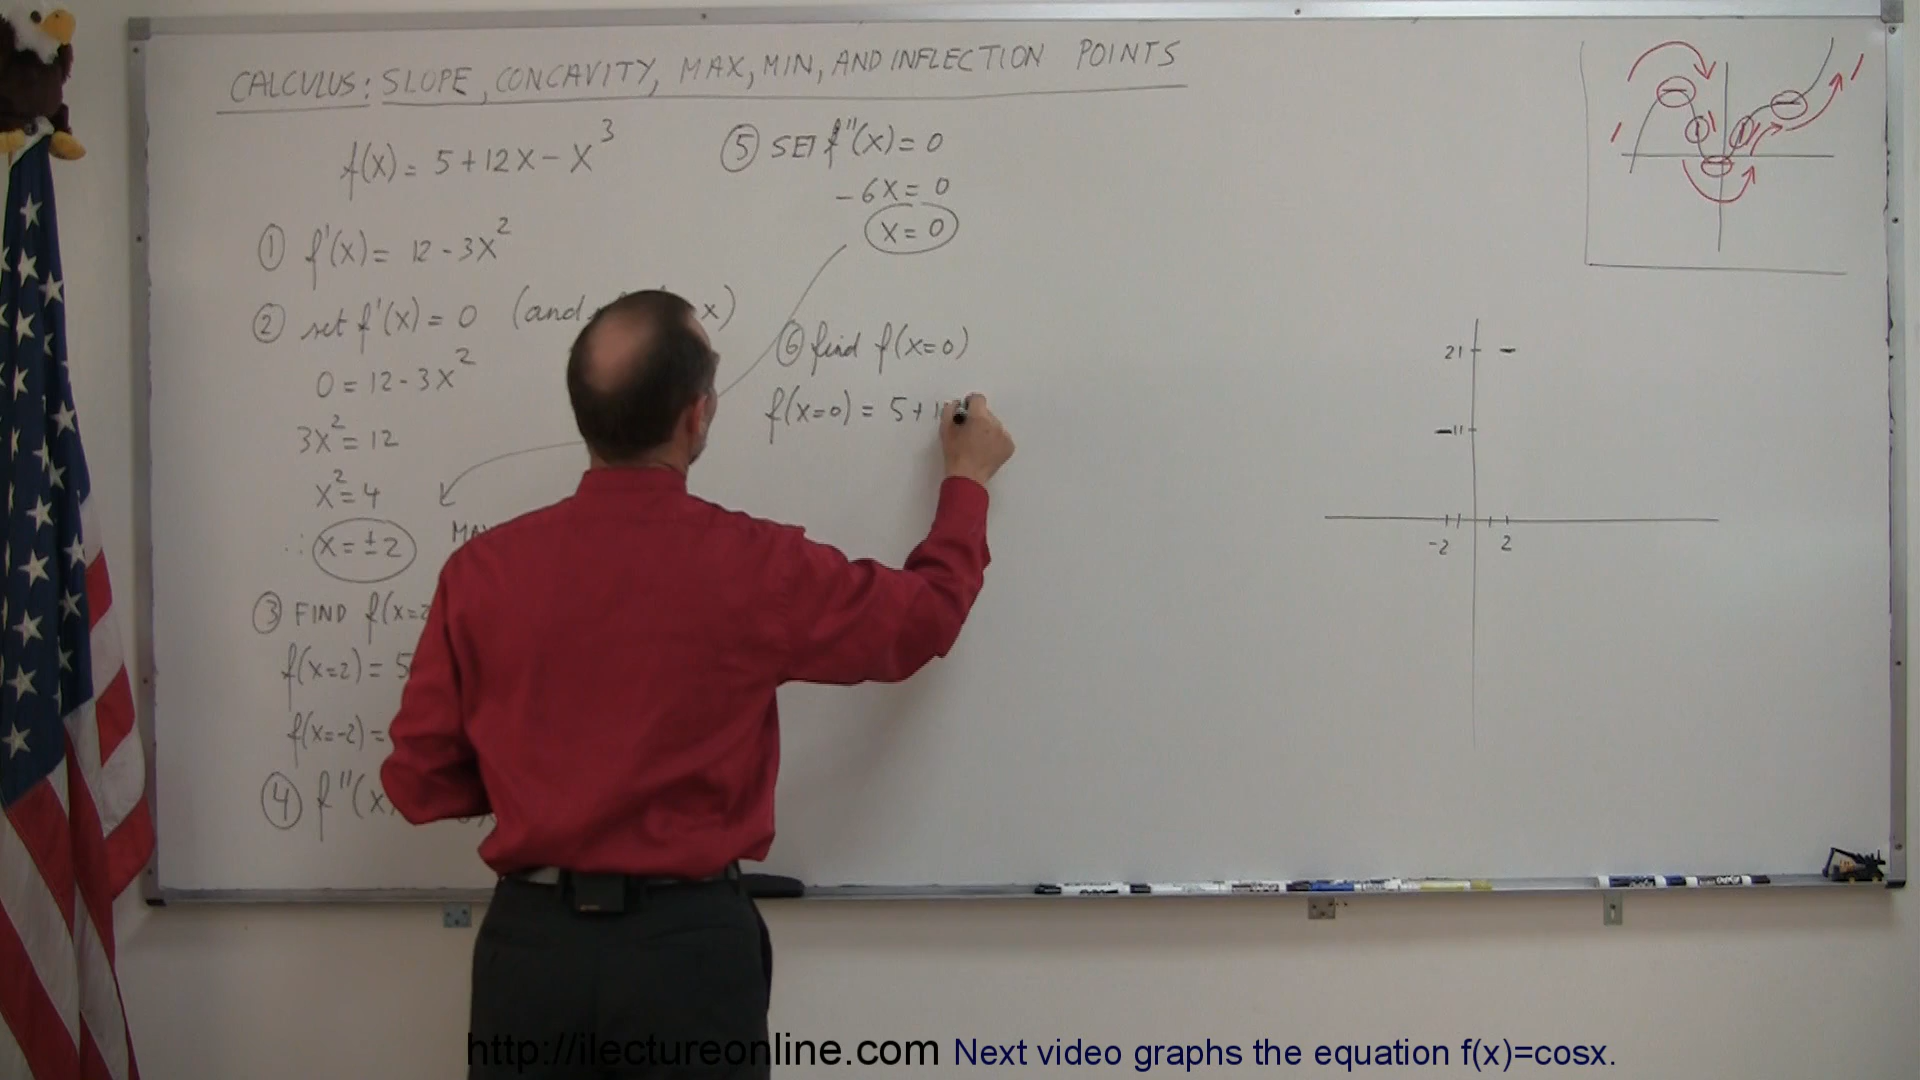 CALCULUS: SLOPE, CONCAVITY, MAX, MIN, AND INFLECTION POINTS
f(x) = 5 + 12x - x³
① f'(x) = 12 - 3x²
② set f'(x) = 0 (and x)
0 = 12 - 3x²
3x² = 12
x² = 4
∴ x = ±2
MAX
③ FIND f(x=2
f(x=2) = 5
f(x=-2) =
④ f''(x)
⑤ SET f''(x) = 0
-6x = 0
x = 0
⑥ find f(x=0)
f(x=0) = 5 +
21
-11
-2 2
http://ilectureonline.com Next video graphs the equation f(x)=cosx.